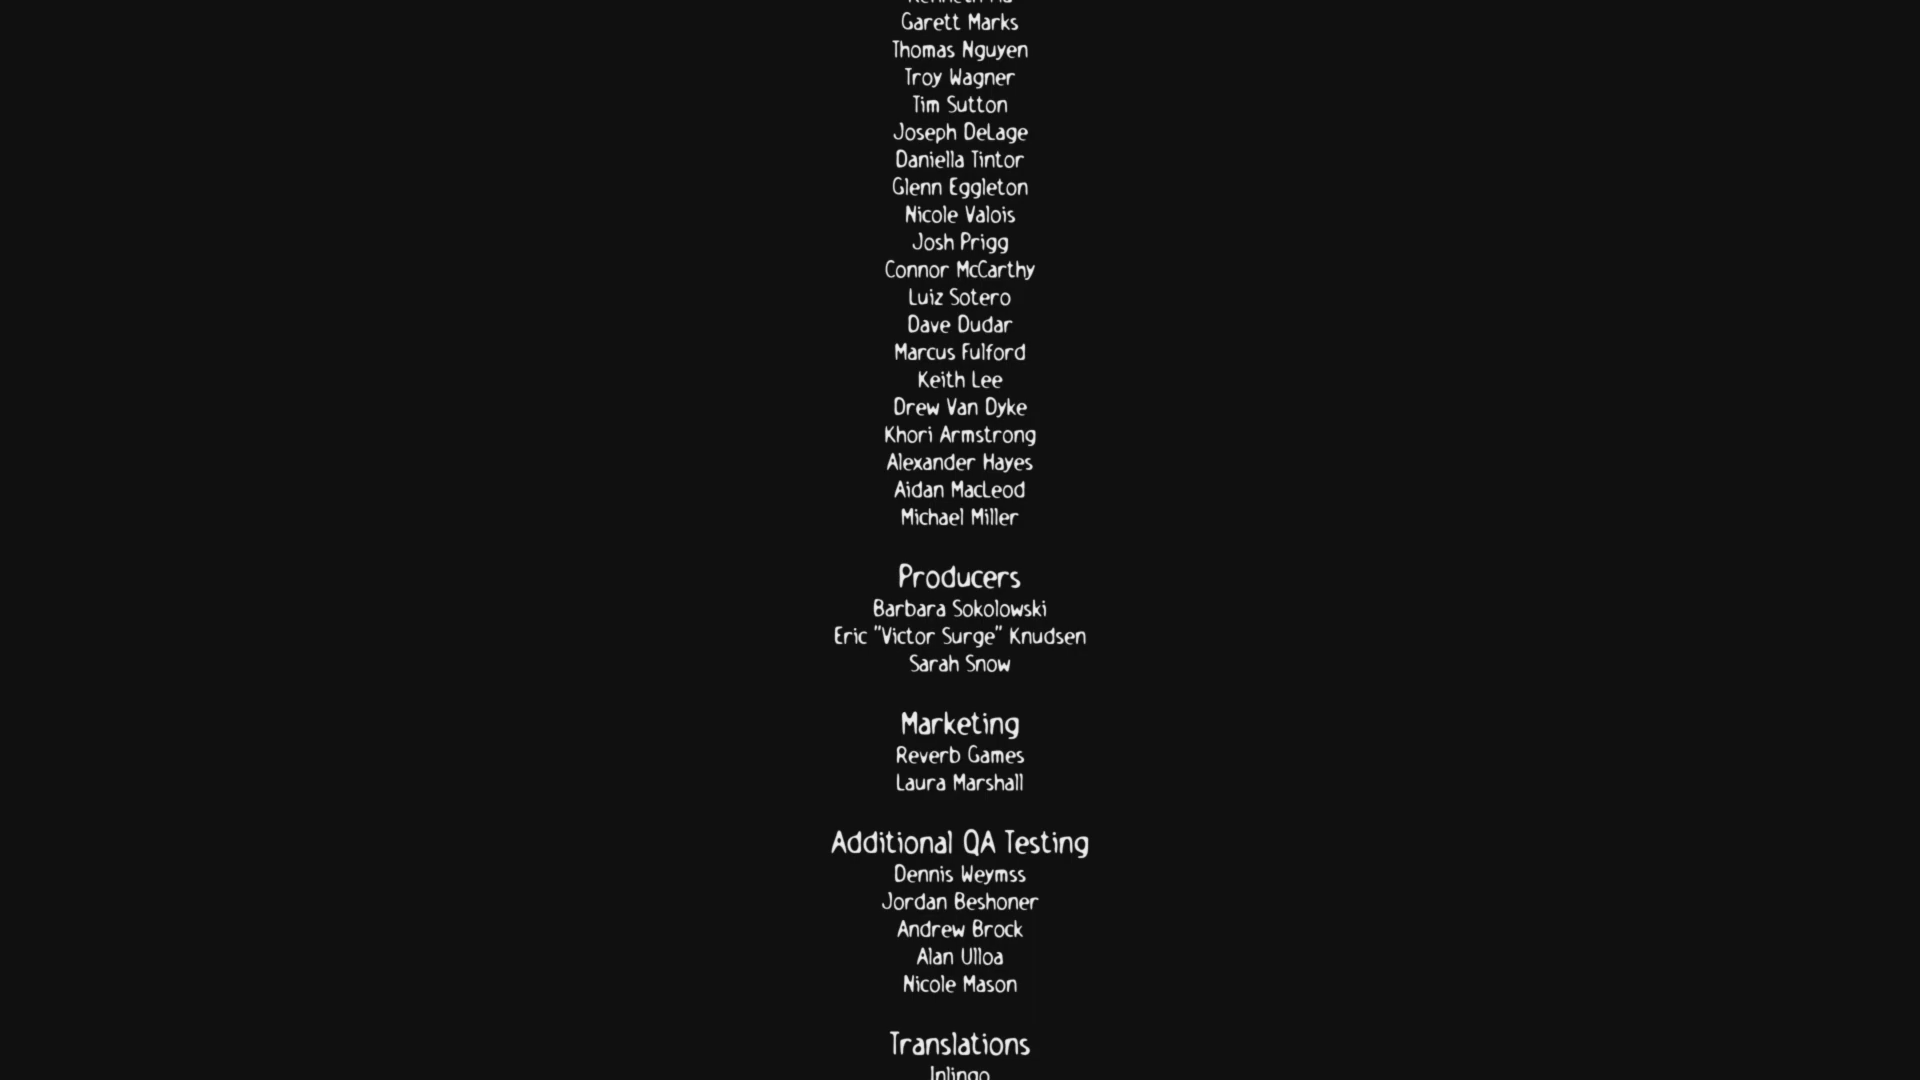 Garett Marks
Thomas Nguyen
Troy Wagner
Tim Sutton
Joseph DeLage
Daniella Tintor
Glenn Eggleton
Nicole Valois
Josh Prigg
Connor McCarthy
Luiz Sotero
Dave Dudar
Marcus Fulford
Keith Lee
Drew Van Dyke
Khori Armstrong
Alexander Hayes
Aidan MacLeod
Michael Miller
Producers
Barbara Sokolowski
Eric "Victor Surge" Knudsen
Sarah Snow
Marketing
Reverb Games
Laura Marshall
Additional QA Testing
Dennis Weymss
Jordan Beshoner
Andrew Brock
Alan Ulloa
Nicole Mason
Translations
Inlingo